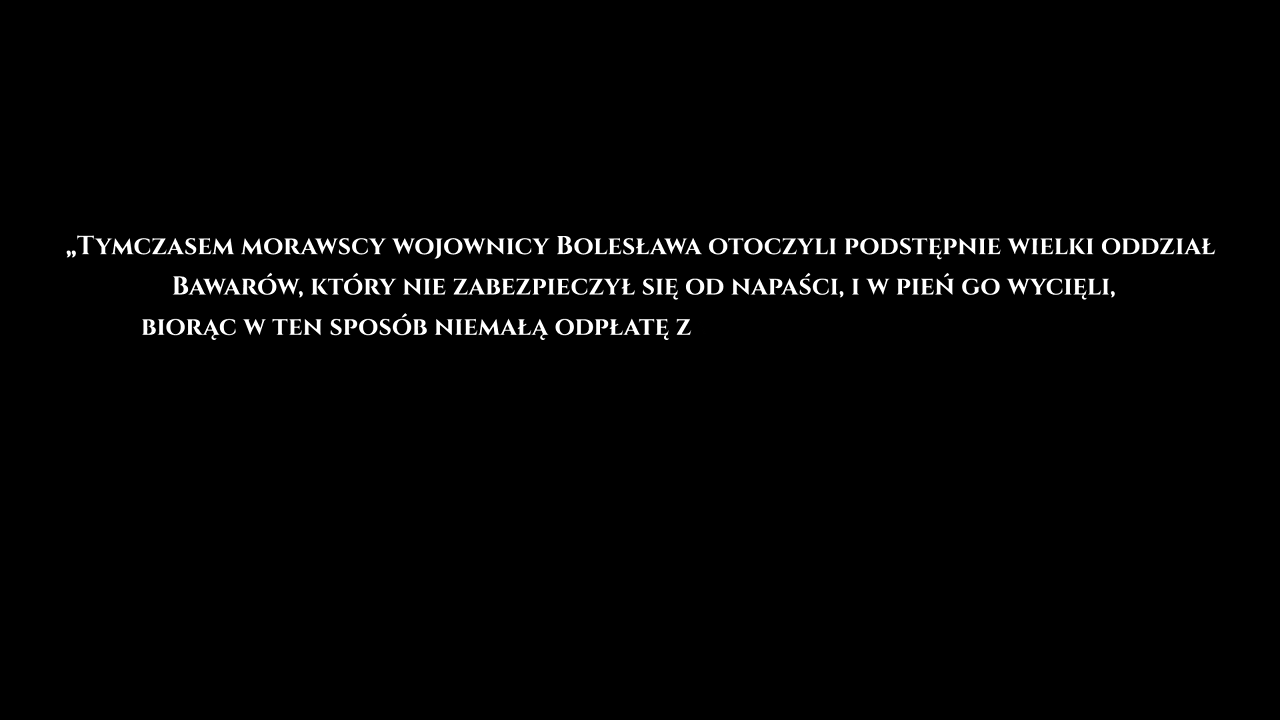 „Tymczasem morawscy wojownicy Bolesława otoczyli podstępnie wielki oddział
Bawarów, który nie zabezpieczył się od napaści, i w pień go wycięli,
biorąc w ten sposób niemałą odpłatę z